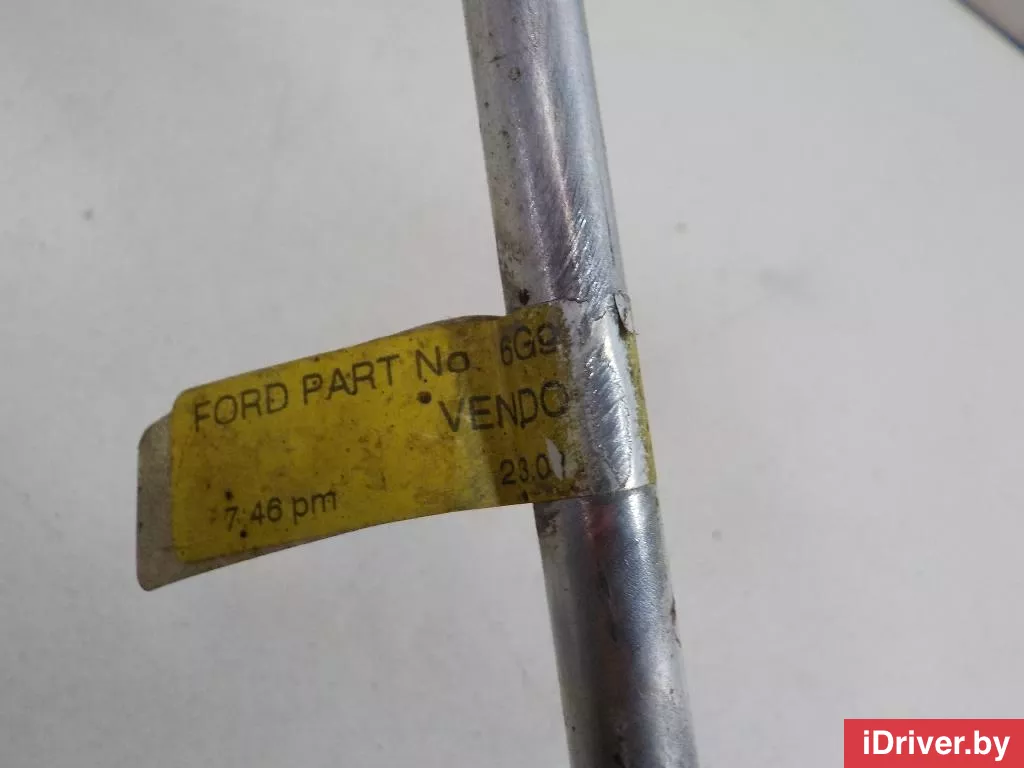 FORD PART No. 6G9
VENDO
7:46 pm 23.0
iDriver.by